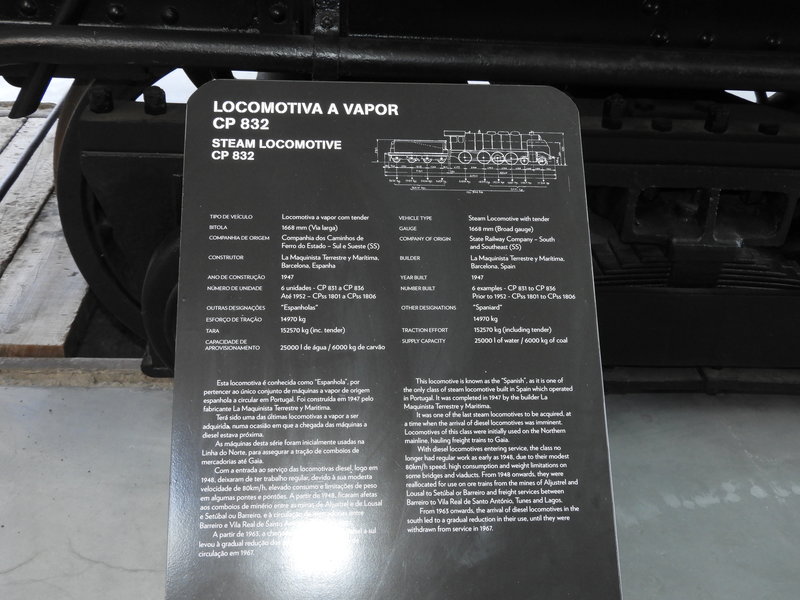 LOCOMOTIVA A VAPOR
CP 832
STEAM LOCOMOTIVE
CP 832
TIPO DE VEÍCULO Locomotiva a vapor com tender
BITOLA 1668 mm (Via larga)
COMPANHIA DE ORIGEM Companhia dos Caminhos de
Ferro do Estado – Sul e Sueste (SS)
CONSTRUTOR La Maquinista Terrestre y Marítima,
Barcelona, Espanha
ANO DE CONSTRUÇÃO 1947
NÚMERO DE UNIDADE 6 unidades - CP 831 a CP 836
Até 1952 – CPss 1801 a CPss 1806
OUTRAS DESIGNAÇÕES "Espanholas"
ESFORÇO DE TRAÇÃO 14970 kg
TARA 152570 kg (inc. tender)
CAPACIDADE DE
APROVISIONAMENTO 25000 l de água / 6000 kg de carvão
VEHICLE TYPE Steam Locomotive with tender
GAUGE 1668 mm (Broad gauge)
COMPANY OF ORIGIN State Railway Company – South
and Southeast (SS)
BUILDER La Maquinista Terrestre y Marítima,
Barcelona, Spain
YEAR BUILT 1947
NUMBER BUILT 6 examples - CP 831 to CP 836
Prior to 1952 - CPss 1801 to CPss 1806
OTHER DESIGNATIONS "Spaniard"
14970 kg
TRACTION EFFORT 152570 kg (including tender)
SUPPLY CAPACITY 25000 l of water / 6000 kg of coal
Esta locomotiva é conhecida como "Espanhola", por
pertencer ao único conjunto de máquinas a vapor de origem
espanhola a circular em Portugal. Foi construída em 1947 pelo
fabricante La Maquinista Terrestre y Marítima.
Terá sido uma das últimas locomotivas a vapor a ser
adquirida, numa ocasião em que a chegada das máquinas a
diesel estava próxima.
As máquinas desta série foram inicialmente usadas na
Linha do Norte, para assegurar a tração de comboios de
mercadorias até Gaia.
Com a entrada ao serviço das locomotivas diesel, logo em
1948, deixaram de ter trabalho regular, devido à sua modesta
velocidade de 80km/h, elevado consumo e limitações de peso
em algumas pontes e pontões. A partir de 1948, ficaram afetas
aos comboios de minério entre as minas de Aljustrel e de Lousal
e Setúbal ou Barreiro, e à circulação de mercadorias entre
Barreiro e Vila Real de Santo
A partir de 1963, a chegada a sul
levou à gradual redução
circulação em 1967.
This locomotive is known as the "Spanish", as it is one of
the only class of steam locomotive built in Spain which operated
in Portugal. It was completed in 1947 by the builder La
Maquinista Terrestre y Marítima.
It was one of the last steam locomotives to be acquired, at
a time when the arrival of diesel locomotives was imminent.
Locomotives of this class were initially used on the Northern
mainline, hauling freight trains to Gaia.
With diesel locomotives entering service, the class no
longer had regular work as early as 1948, due to their modest
80km/h speed, high consumption and weight limitations on
some bridges and viaducts. From 1948 onwards, they were
reallocated for use on ore trains from the mines of Aljustrel and
Lousal to Setúbal or Barreiro and freight services between
Barreiro to Vila Real de Santo António, Tunes and Lagos.
From 1963 onwards, the arrival of diesel locomotives in the
south led to a gradual reduction in their use, until they were
withdrawn from service in 1967.